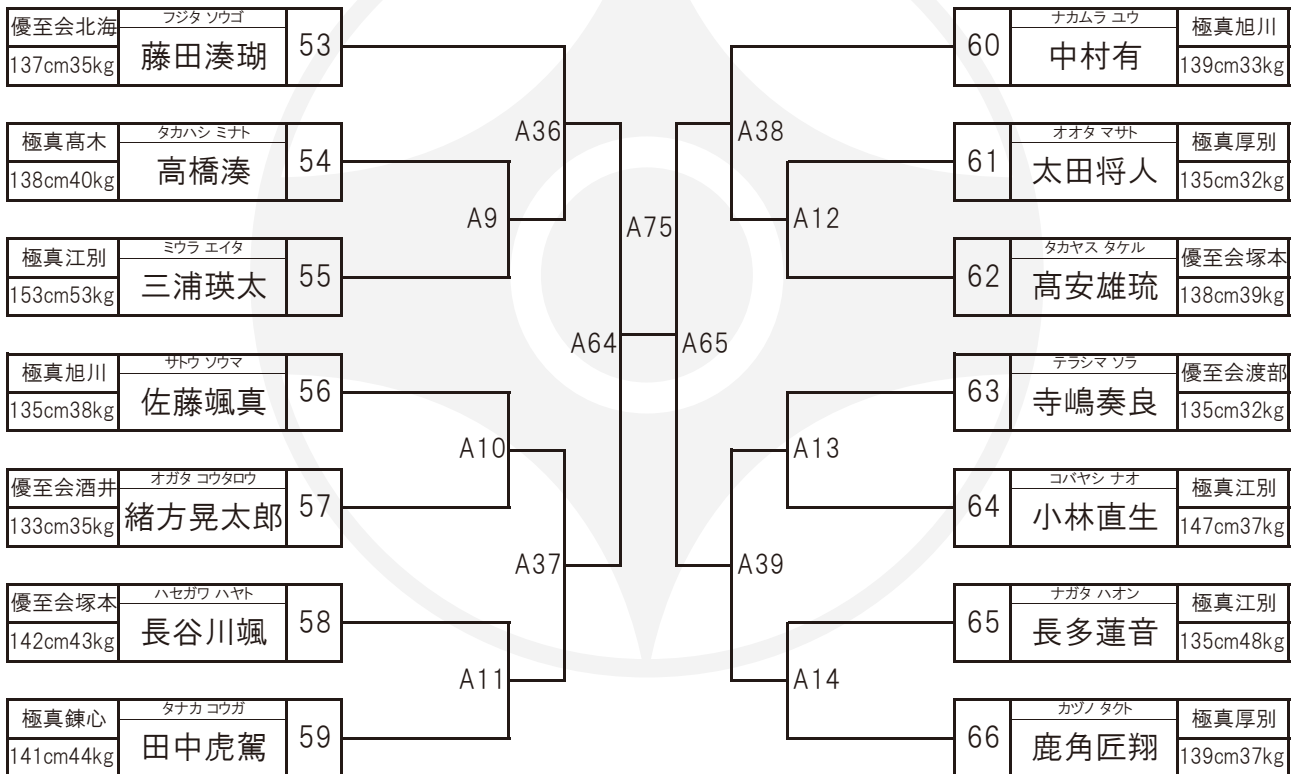 優至会北海
137cm35kg
フジタ ソウゴ
藤田湊瑚
53
極真髙木
138cm40kg
タカハシ ミナト
高橋湊
54
極真江別
153cm53kg
ミウラ エイタ
三浦瑛太
55
極真旭川
135cm38kg
サトウ ソウマ
佐藤颯真
56
優至会酒井
133cm35kg
オガタ コウタロウ
緒方晃太郎
57
優至会塚本
142cm43kg
ハセガワ ハヤト
長谷川颯
58
極真錬心
141cm44kg
タナカ コウガ
田中虎駕
59
A36
A9
A10
A37
A11
A64
A75
A65
A38
A12
A13
A39
A14
60
ナカムラ ユウ
中村有
極真旭川
139cm33kg
61
オオタ マサト
太田将人
極真厚別
135cm32kg
62
タカヤス タケル
髙安雄琉
優至会塚本
138cm39kg
63
テラシマ ソラ
寺嶋奏良
優至会渡部
135cm32kg
64
コバヤシ ナオ
小林直生
極真江別
147cm37kg
65
ナガタ ハオン
長多蓮音
極真江別
135cm48kg
66
カヅノ タクト
鹿角匠翔
極真厚別
139cm37kg